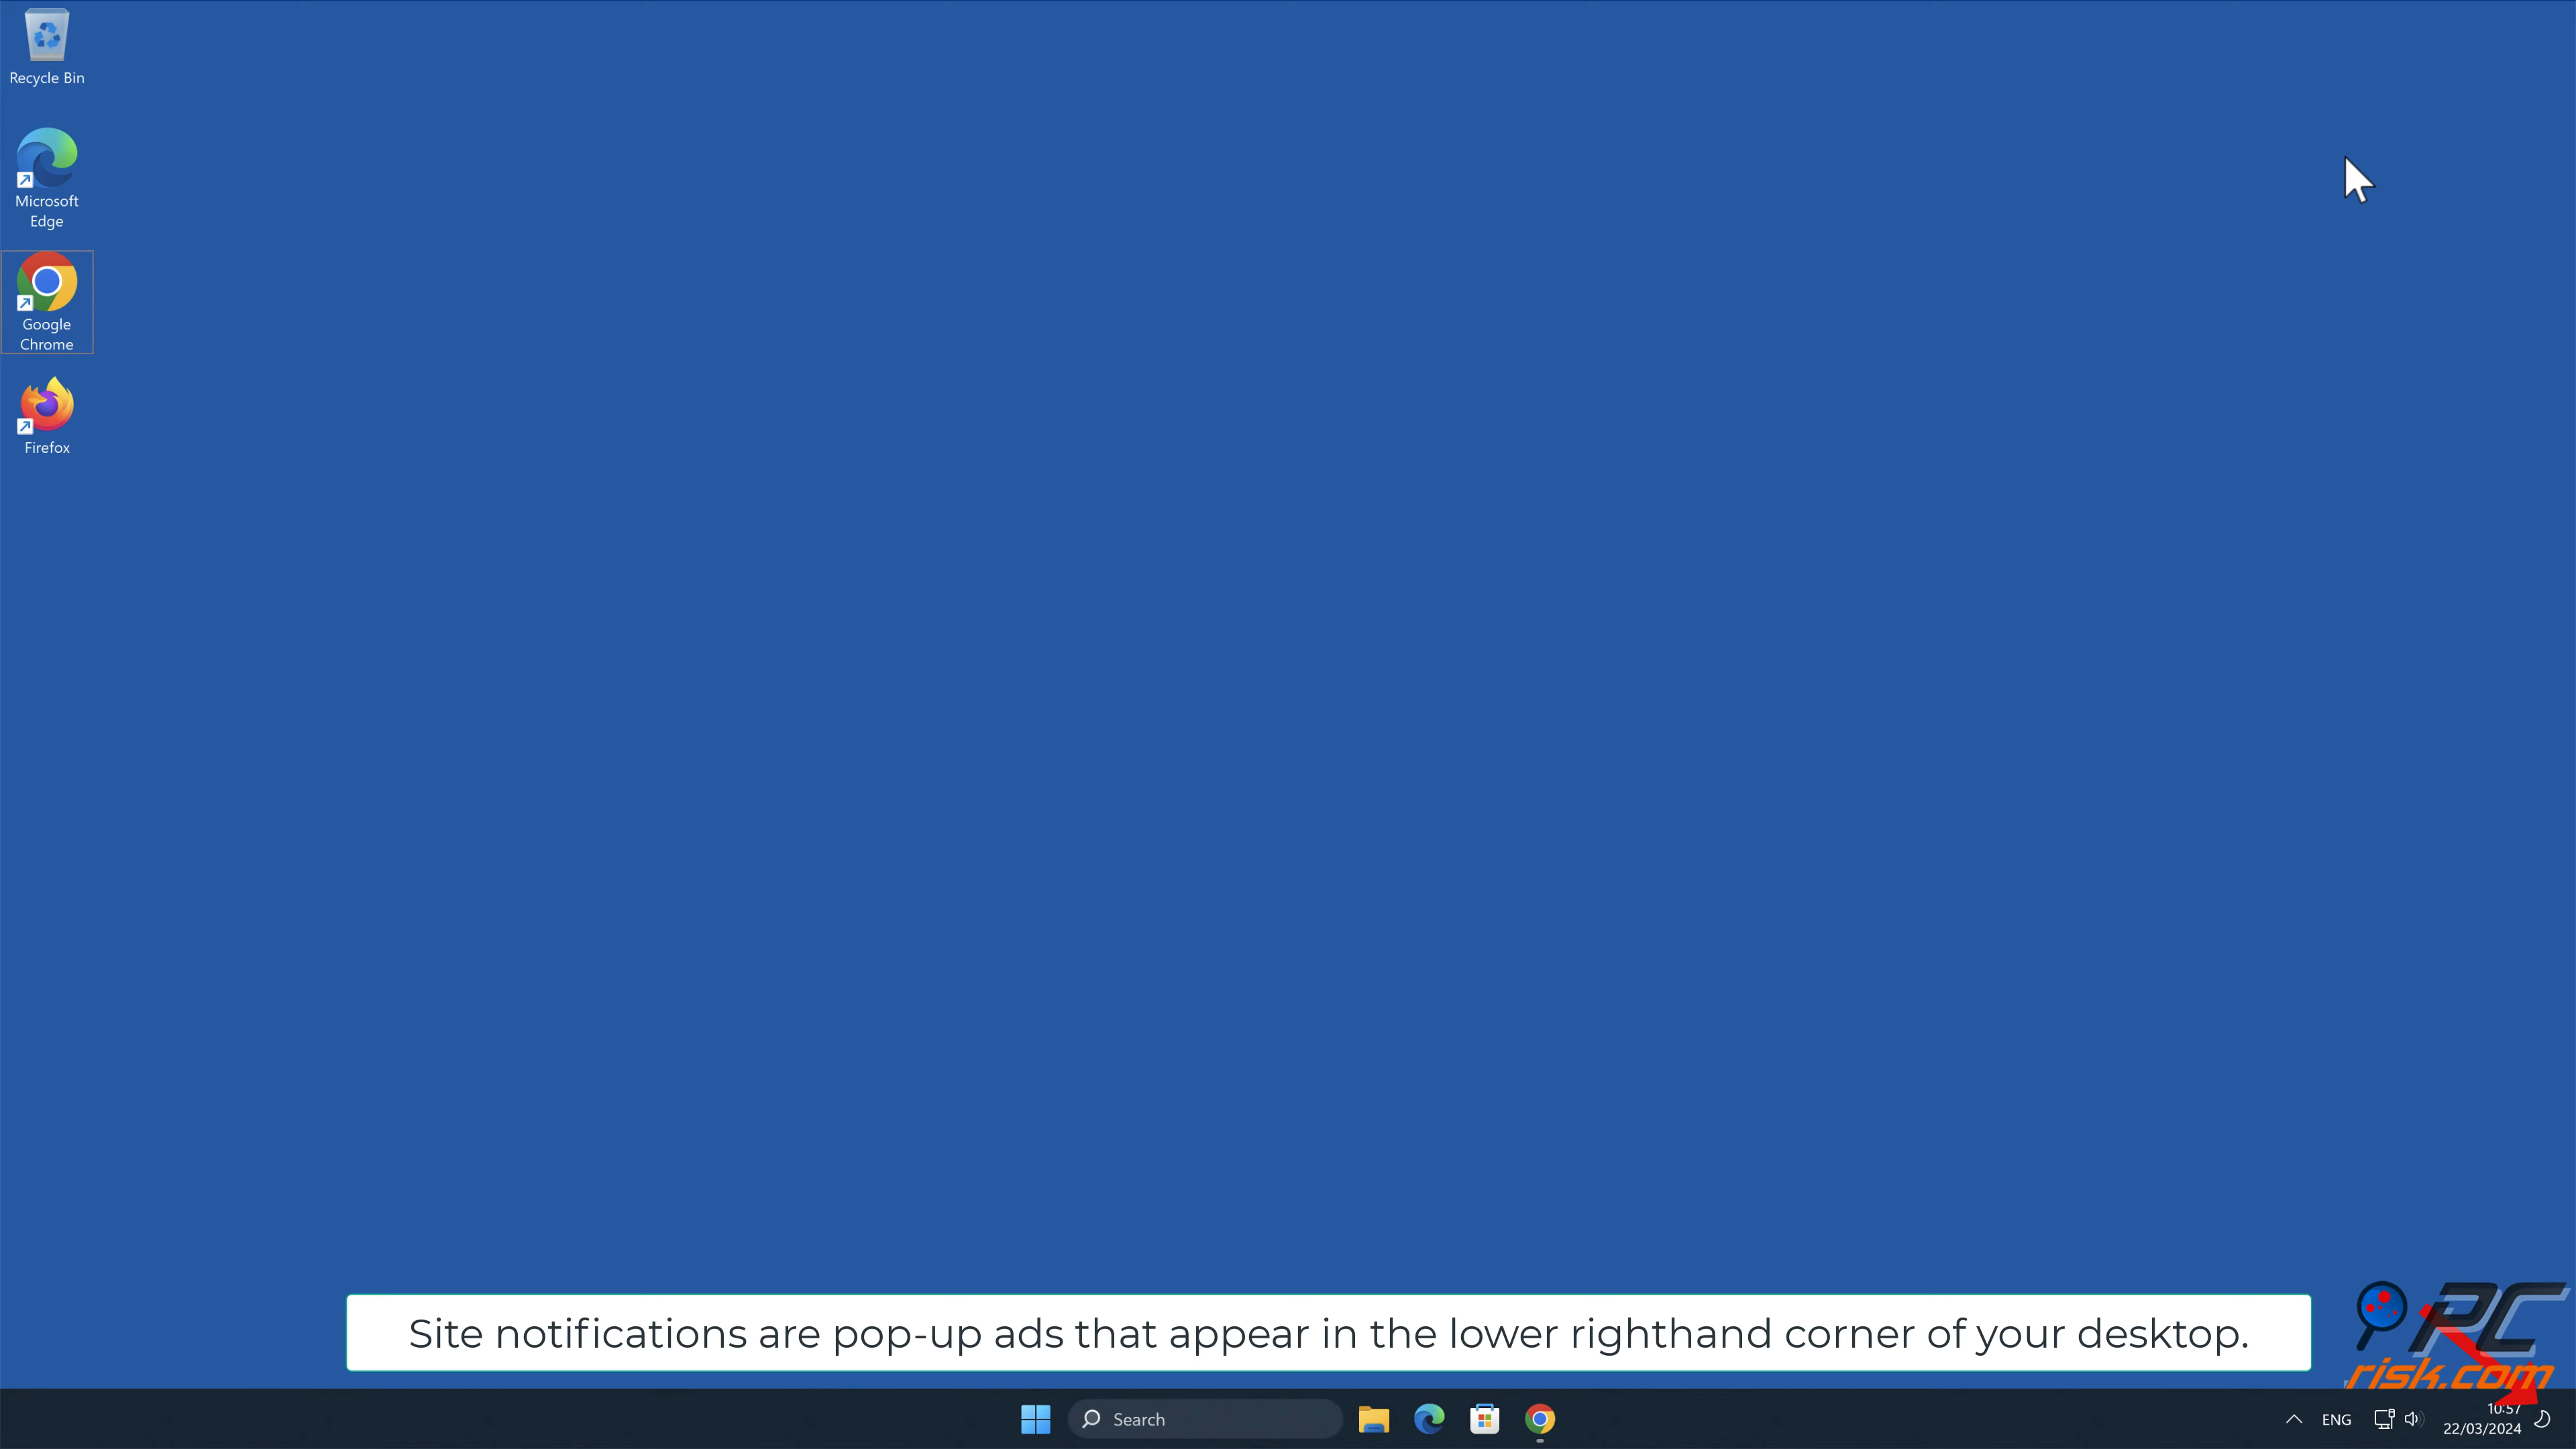 Recycle Bin
Microsoft
Edge
Google
Chrome
Firefox
Site notifications are pop-up ads that appear in the lower righthand corner of your desktop.
PC
risk.com
Search
ENG
10:57
22/03/2024